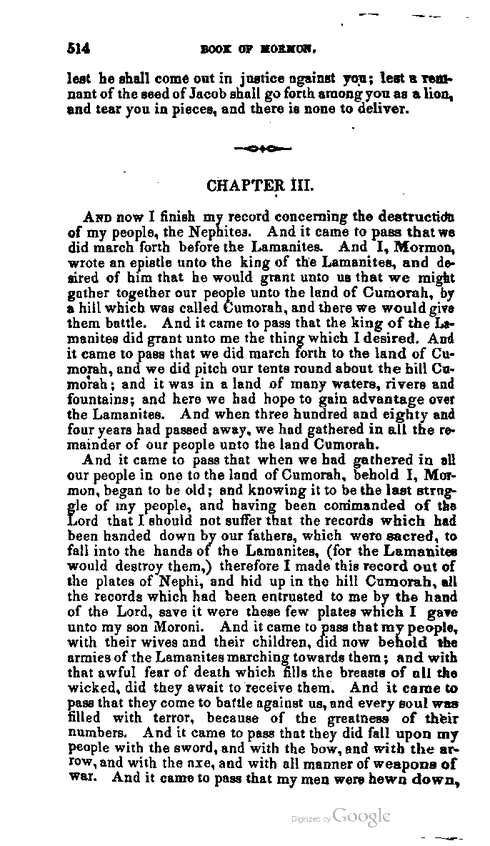 514 BOOK OF MORMON.
lest he shall come out in justice against you; lest a rem-
nant of the seed of Jacob shall go forth among you as a lion,
and tear you in pieces, and there is none to deliver.
CHAPTER III.
AND now I finish my record concerning the destruction
of my people, the Nephites. And it came to pass that we
did march forth before the Lamanites. And I, Mormon,
wrote an epistle unto the king of the Lamanites, and de-
sired of him that he would grant unto us that we might
gather together our people unto the land of Cumorah, by
a hill which was called Cumorah, and there we would give
them battle. And it came to pass that the king of the La-
manites did grant unto me the thing which I desired. And
it came to pass that we did march forth to the land of Cu-
morah, and we did pitch our tents round about the hill Cu-
morah; and it was in a land of many waters, rivers and
fountains; and here we had hope to gain advantage over
the Lamanites. And when three hundred and eighty and
four years had passed away, we had gathered in all the re-
mainder of our people unto the land Cumorah.
And it came to pass that when we had gathered in all
our people in one to the land of Cumorah, behold I, Mor-
mon, began to be old; and knowing it to be the last strug-
gle of my people, and having been commanded of the
Lord that I should not suffer that the records which had
been handed down by our fathers, which were sacred, to
fall into the hands of the Lamanites, (for the Lamanites
would destroy them,) therefore I made this record out of
the plates of Nephi, and hid up in the hill Cumorah, all
the records which had been entrusted to me by the hand
of the Lord, save it were these few plates which I gave
unto my son Moroni. And it came to pass that my people,
with their wives and their children, did now behold the
armies of the Lamanites marching towards them; and with
that awful fear of death which fills the breasts of all the
wicked, did they await to receive them. And it came to
pass that they come to battle against us, and every soul was
filled with terror, because of the greatness of their
numbers. And it came to pass that they did fall upon my
people with the sword, and with the bow, and with the ar-
row, and with the axe, and with all manner of weapons of
war. And it came to pass that my men were hewn down,
Digitized by Google